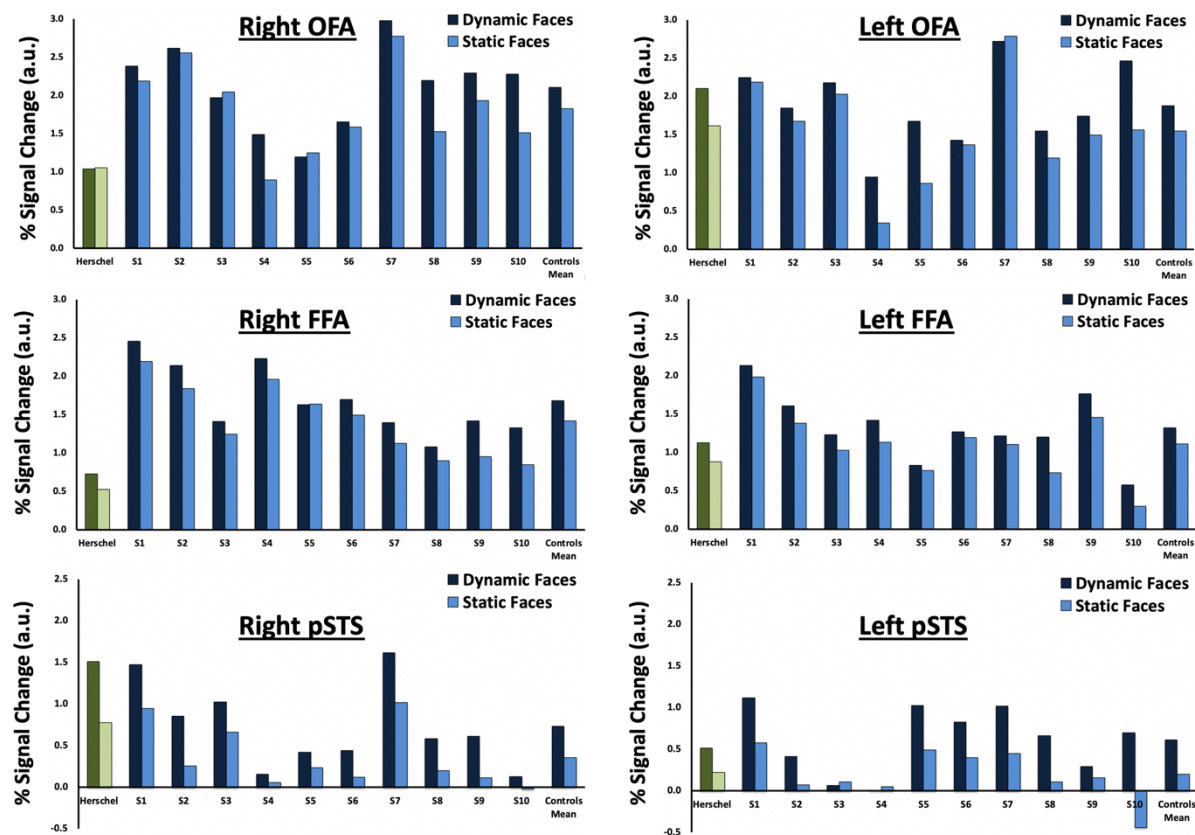 Right OFA
Dynamic Faces
Static Faces
% Signal Change (a.u.)
3.0
2.5
2.0
1.5
1.0
0.5
0.0
Herschel S1 S2 S3 S4 S5 S6 S7 S8 S9 S10 Controls
Mean
Left OFA
Dynamic Faces
Static Faces
% Signal Change (a.u.)
3.0
2.5
2.0
1.5
1.0
0.5
0.0
Herschel S1 S2 S3 S4 S5 S6 S7 S8 S9 S10 Controls
Mean
Right FFA
Dynamic Faces
Static Faces
% Signal Change (a.u.)
3.0
2.5
2.0
1.5
1.0
0.5
0.0
Herschel S1 S2 S3 S4 S5 S6 S7 S8 S9 S10 Controls
Mean
Left FFA
Dynamic Faces
Static Faces
% Signal Change (a.u.)
3.0
2.5
2.0
1.5
1.0
0.5
0.0
Herschel S1 S2 S3 S4 S5 S6 S7 S8 S9 S10 Controls
Mean
Right pSTS
Dynamic Faces
Static Faces
% Signal Change (a.u.)
2.5
2.0
1.5
1.0
0.5
0.0
-0.5
Herschel S1 S2 S3 S4 S5 S6 S7 S8 S9 S10 Controls
Mean
Left pSTS
Dynamic Faces
Static Faces
% Signal Change (a.u.)
2.5
2.0
1.5
1.0
0.5
0.0
-0.5
Herschel S1 S2 S3 S4 S5 S6 S7 S8 S9 S10 Controls
Mean